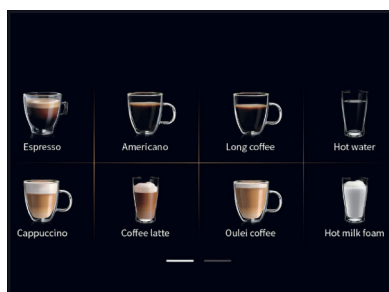 Espresso
Americano
Long coffee
Hot water
Cappuccino
Coffee latte
Oulei coffee
Hot milk foam